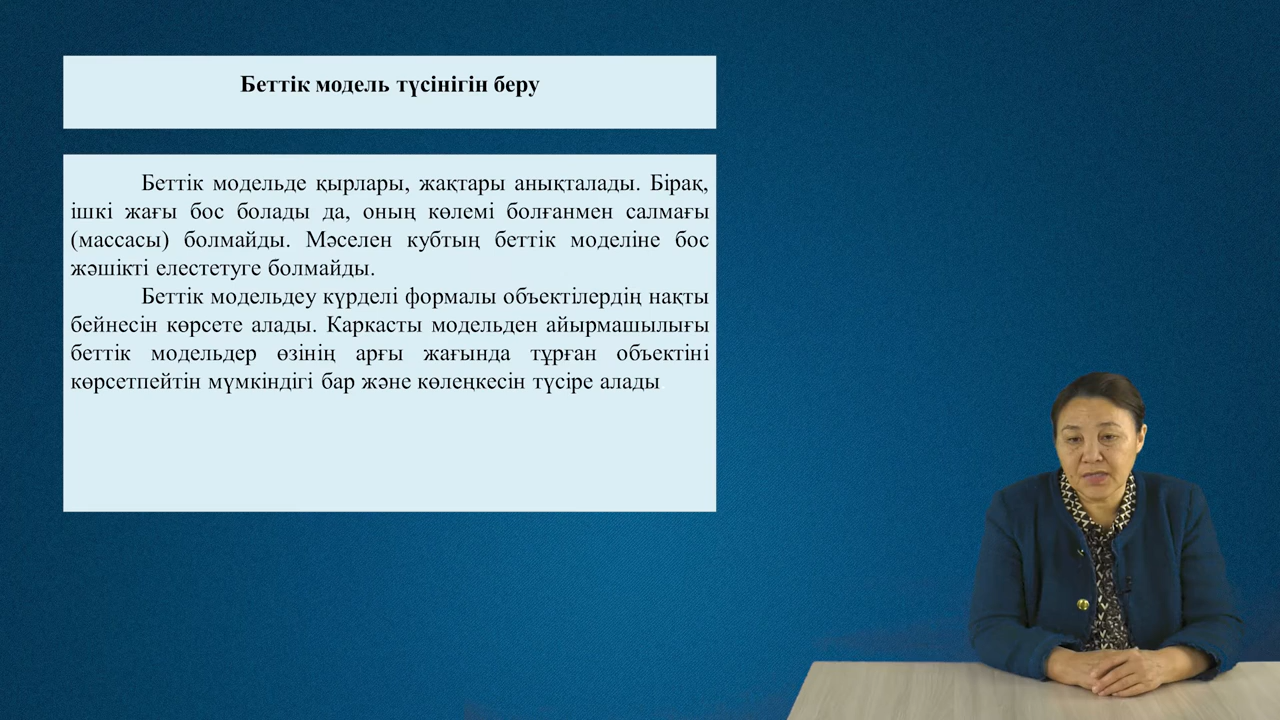 Беттік модель түсінігін беру
Беттік модельде қырлары, жақтары анықталады. Бірақ,
ішкі жағы бос болады да, оның көлемі болғанмен салмағы
(массасы) болмайды. Мәселен кубтың беттік моделіне бос
жәшікті елестетуге болмайды.
Беттік модельдеу күрделі формалы объектілердің нақты
бейнесін көрсете алады. Каркасты модельден айырмашылығы
беттік модельдер өзінің арғы жағында тұрған объектіні
көрсетпейтін мүмкіндігі бар және көлеңкесін түсіре алады.